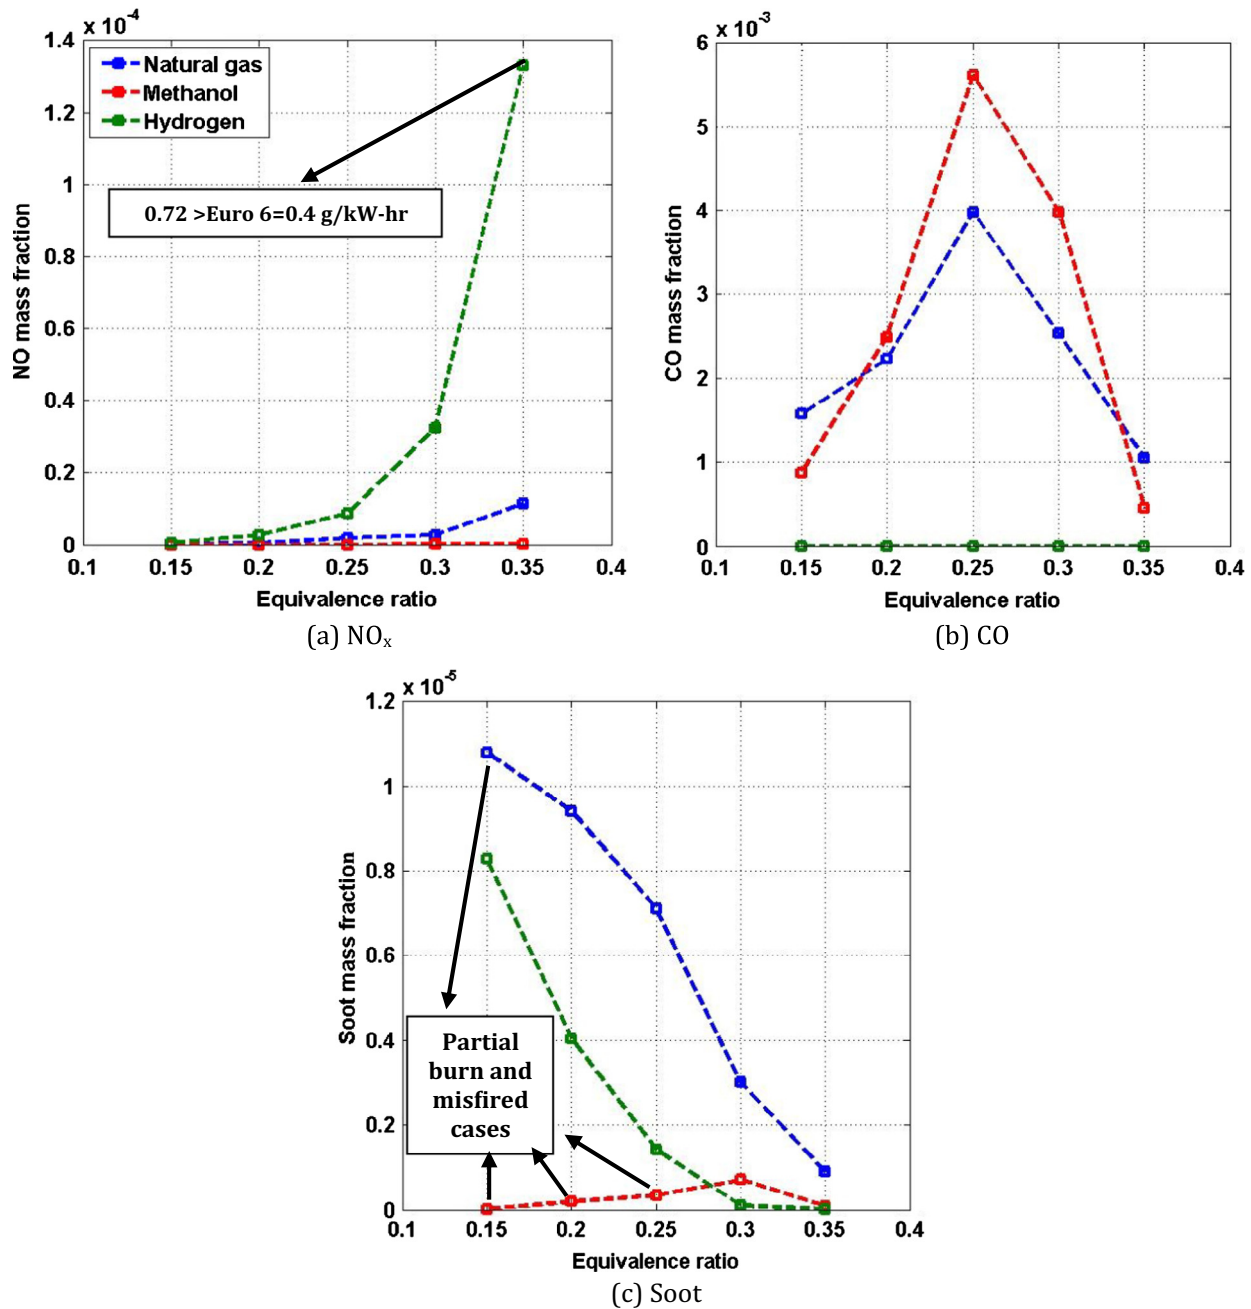 x 10-4
1.4
1.2
1
0.8
0.6
0.4
0.2
0
NO mass fraction
Natural gas
Methanol
Hydrogen
0.72 >Euro 6=0.4 g/kW-hr
0.1 0.15 0.2 0.25 0.3 0.35 0.4
Equivalence ratio
(a) NOx
x 10-3
6
5
4
3
2
1
0
CO mass fraction
0.1 0.15 0.2 0.25 0.3 0.35 0.4
Equivalence ratio
(b) CO
x 10-5
1.2
1
0.8
0.6
0.4
0.2
0
Soot mass fraction
Partial
burn and
misfired
cases
0.1 0.15 0.2 0.25 0.3 0.35 0.4
Equivalence ratio
(c) Soot